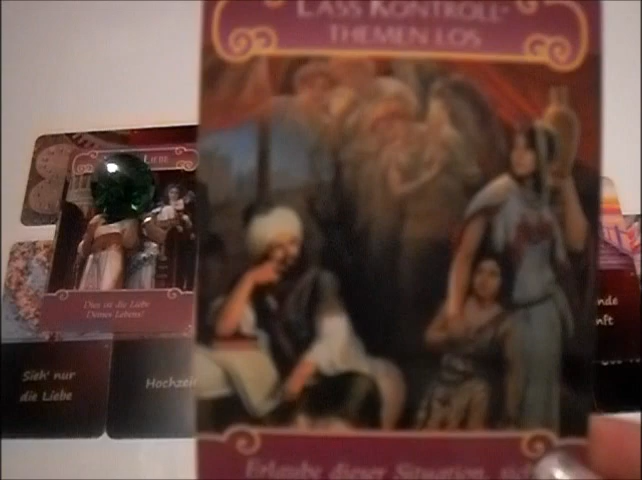 LASS KONTROLL-
THEMEN LOS
LIEBE
Dies ist die Liebe
Deines Lebens!
Sieh' nur
die Liebe
Hochzeit
Erlaube dieser Situation, sich